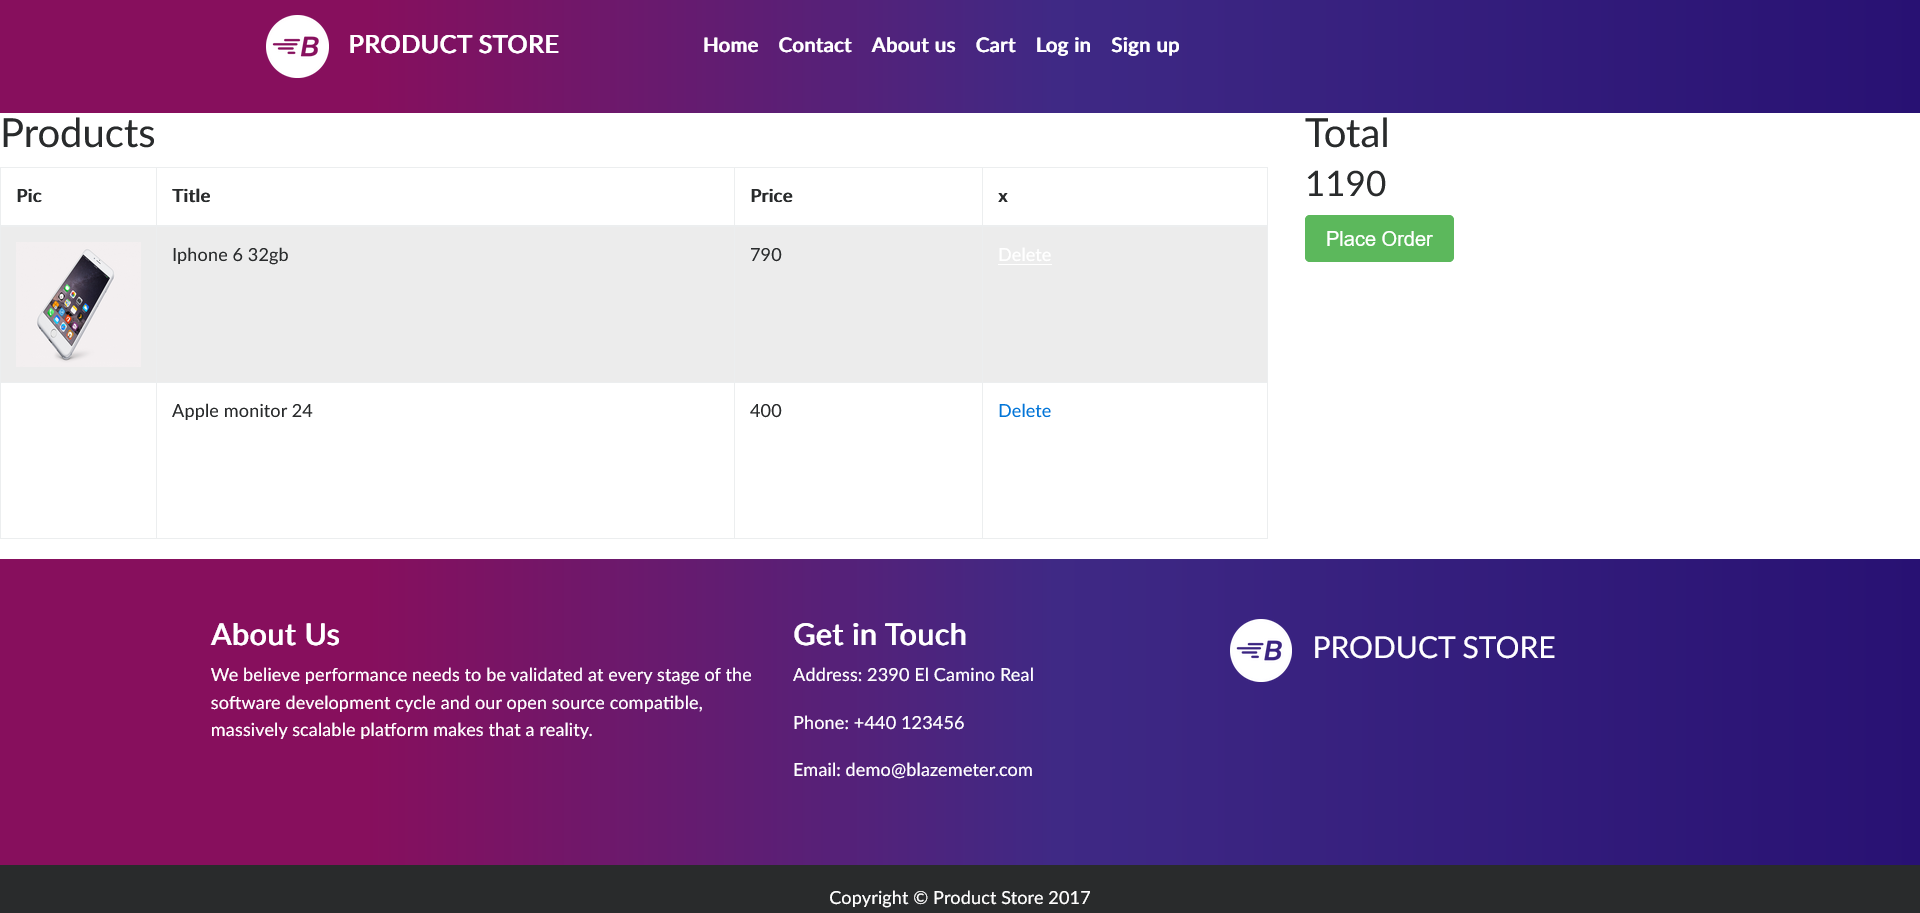 B PRODUCT STORE Home Contact About us Cart Log in Sign up
Products
Total
1190
Place Order
Pic Title Price x
Iphone 6 32gb 790 Delete
Apple monitor 24 400 Delete
About Us
We believe performance needs to be validated at every stage of the
software development cycle and our open source compatible,
massively scalable platform makes that a reality.
Get in Touch
Address: 2390 El Camino Real
Phone: +440 123456
Email: demo@blazemeter.com
B PRODUCT STORE
Copyright © Product Store 2017